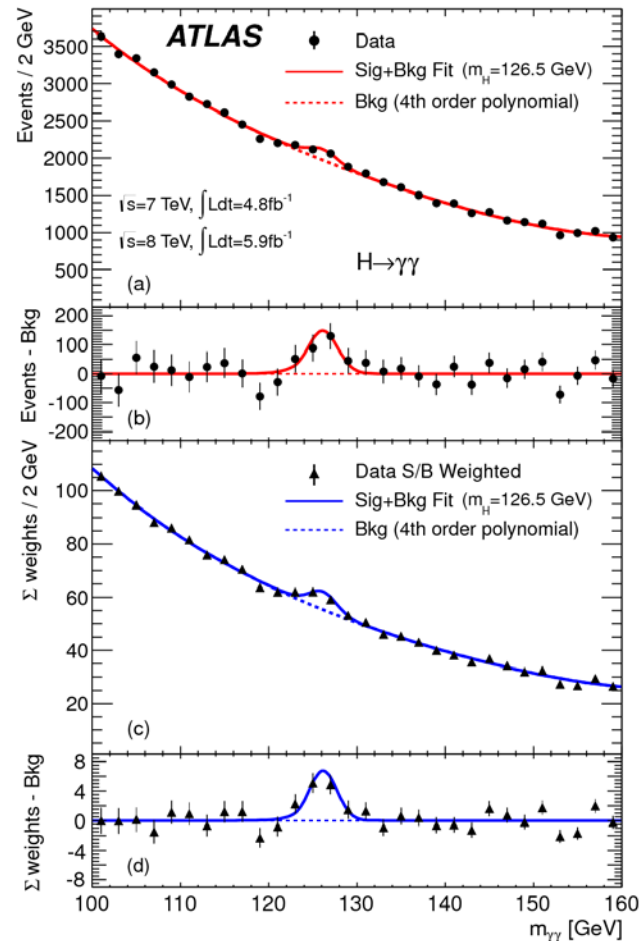 ATLAS
Data
Sig+Bkg Fit (m_H=126.5 GeV)
Bkg (4th order polynomial)
Events / 2 GeV
3500
3000
2500
2000
1500
1000
500
√s=7 TeV, ∫Ldt=4.8fb⁻¹
√s=8 TeV, ∫Ldt=5.9fb⁻¹
H→γγ
(a)
Events - Bkg
200
100
0
-100
-200
(b)
Data S/B Weighted
Sig+Bkg Fit (m_H=126.5 GeV)
Bkg (4th order polynomial)
Σ weights / 2 GeV
100
80
60
40
20
(c)
Σ weights - Bkg
8
4
0
-4
-8
(d)
100 110 120 130 140 150 160
m_γγ [GeV]